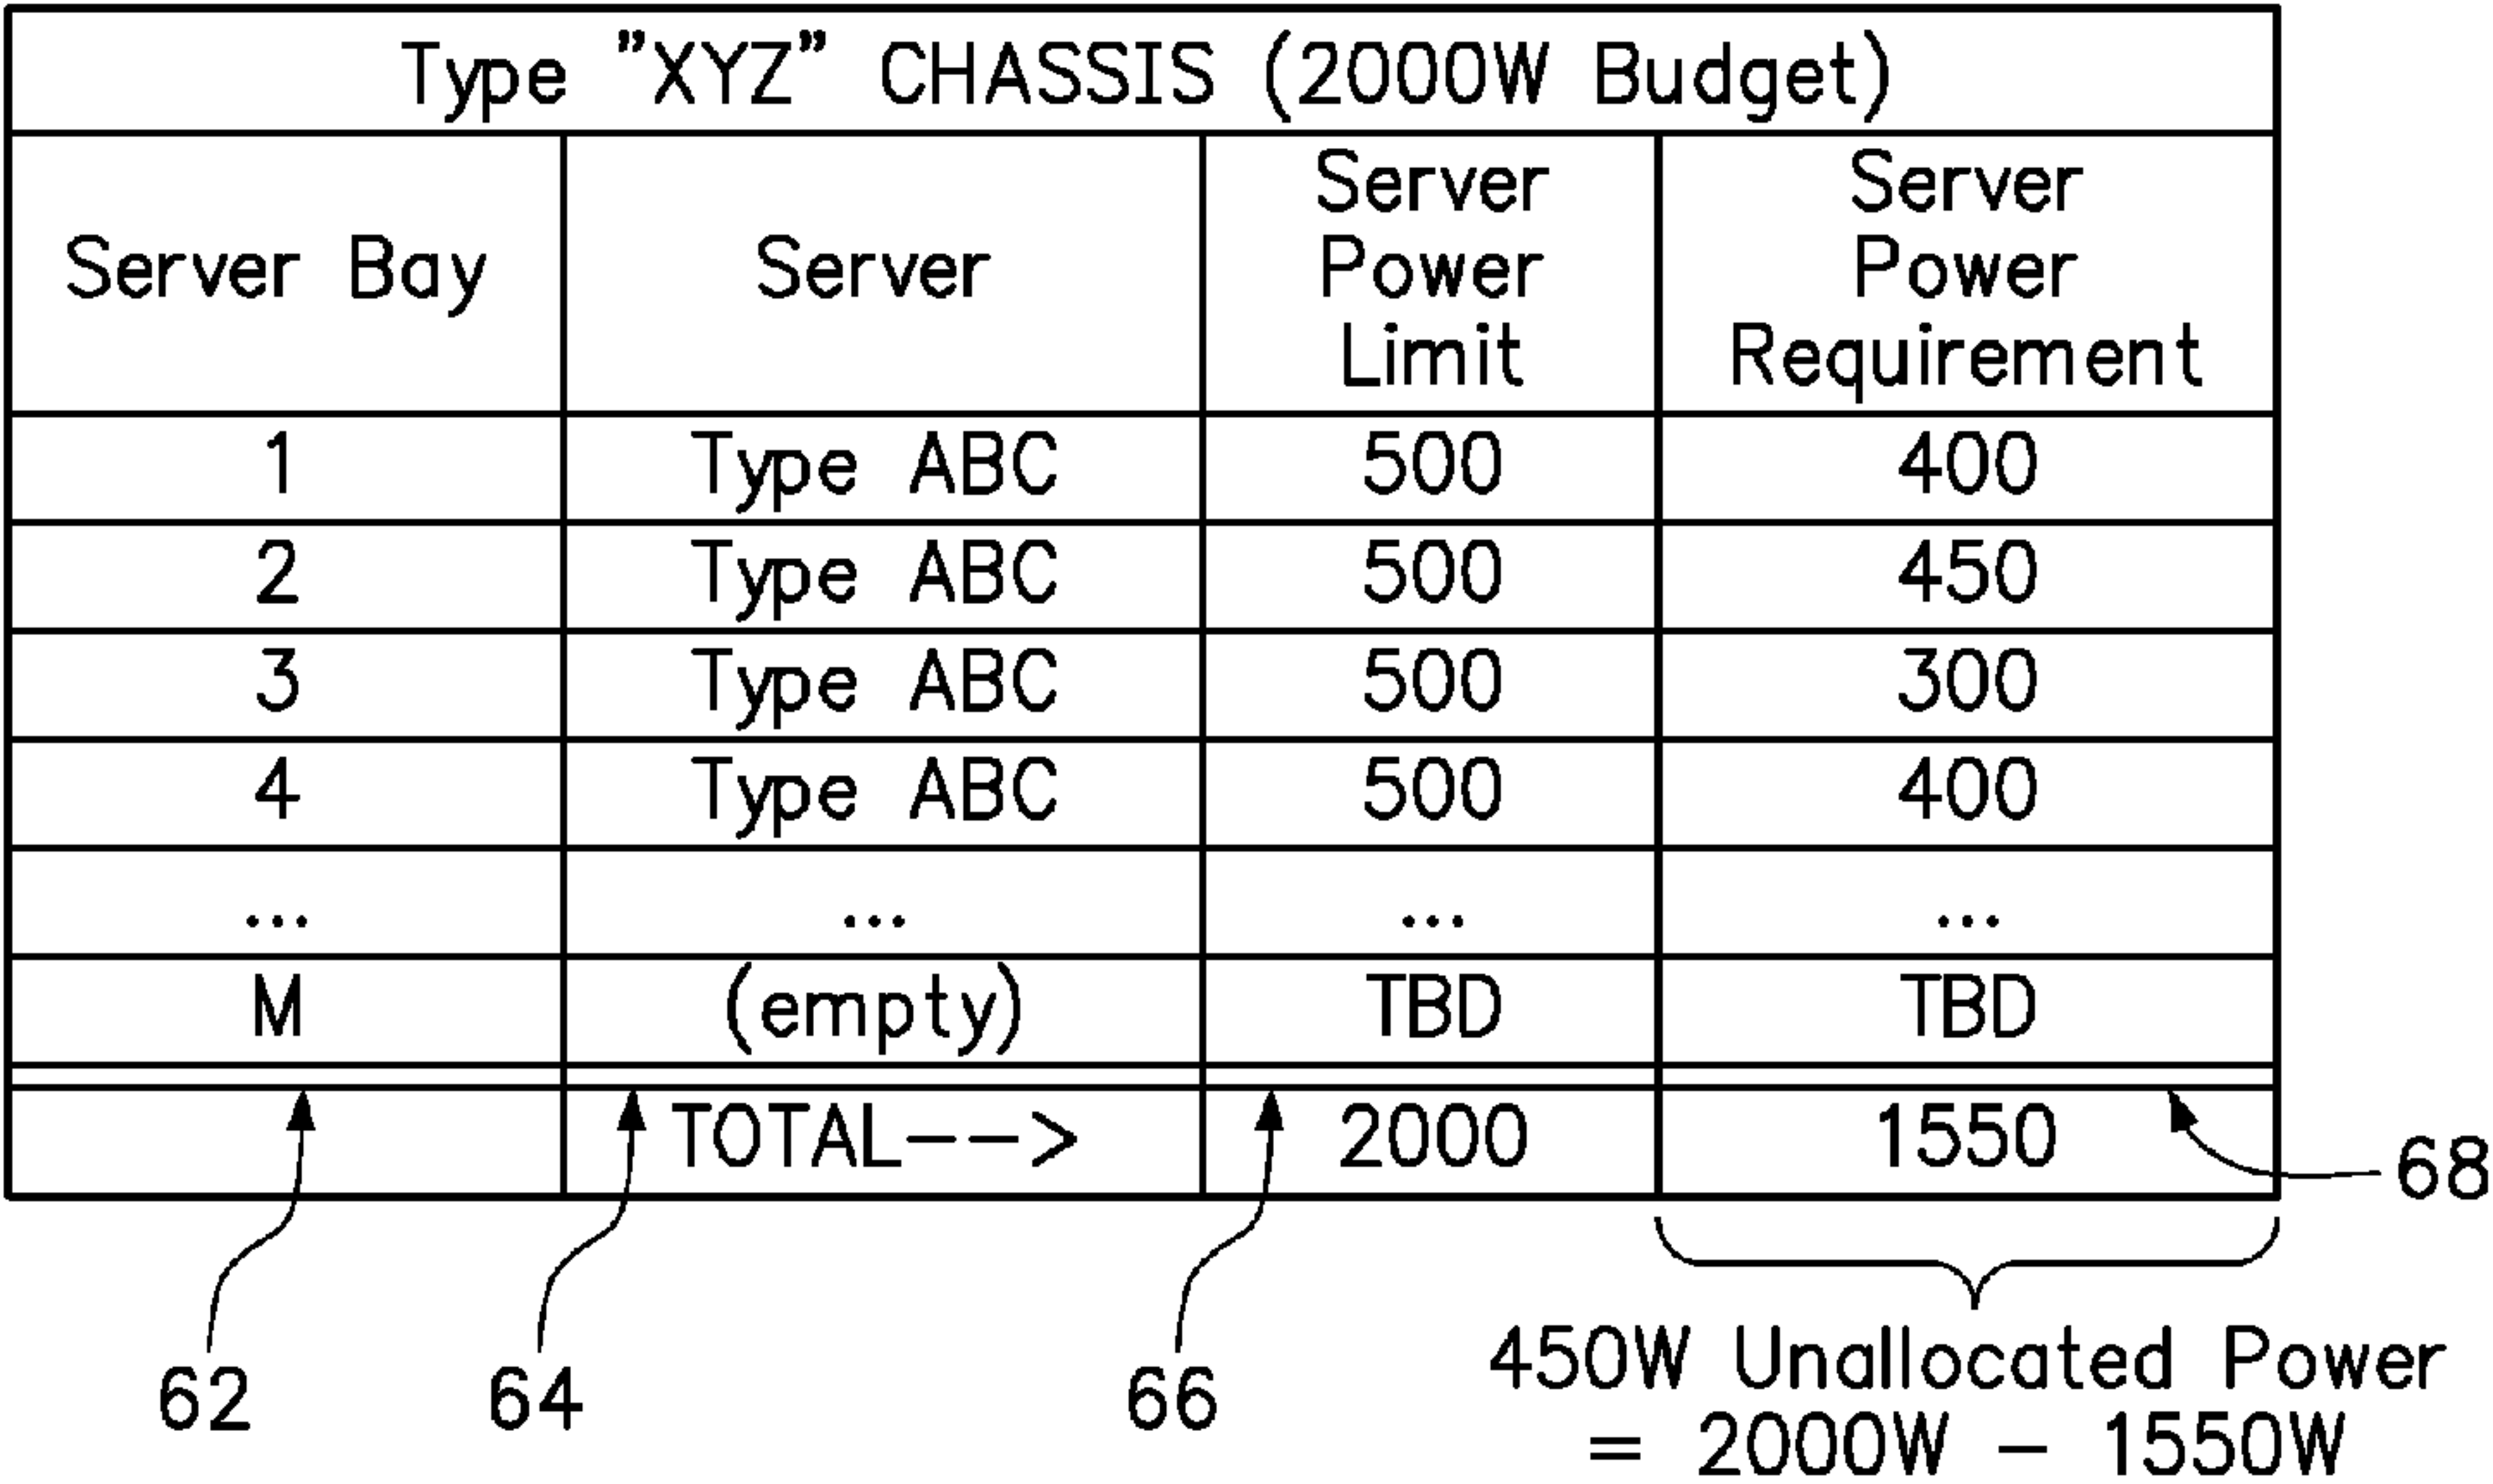 Type "XYZ" CHASSIS (2000W Budget)
Server Bay Server Server Power Limit Server Power Requirement
1 Type ABC 500 400
2 Type ABC 500 450
3 Type ABC 500 300
4 Type ABC 500 400
... ... ... ...
M (empty) TBD TBD
TOTAL--> 2000 1550
68
62 64 66
450W Unallocated Power
= 2000W - 1550W